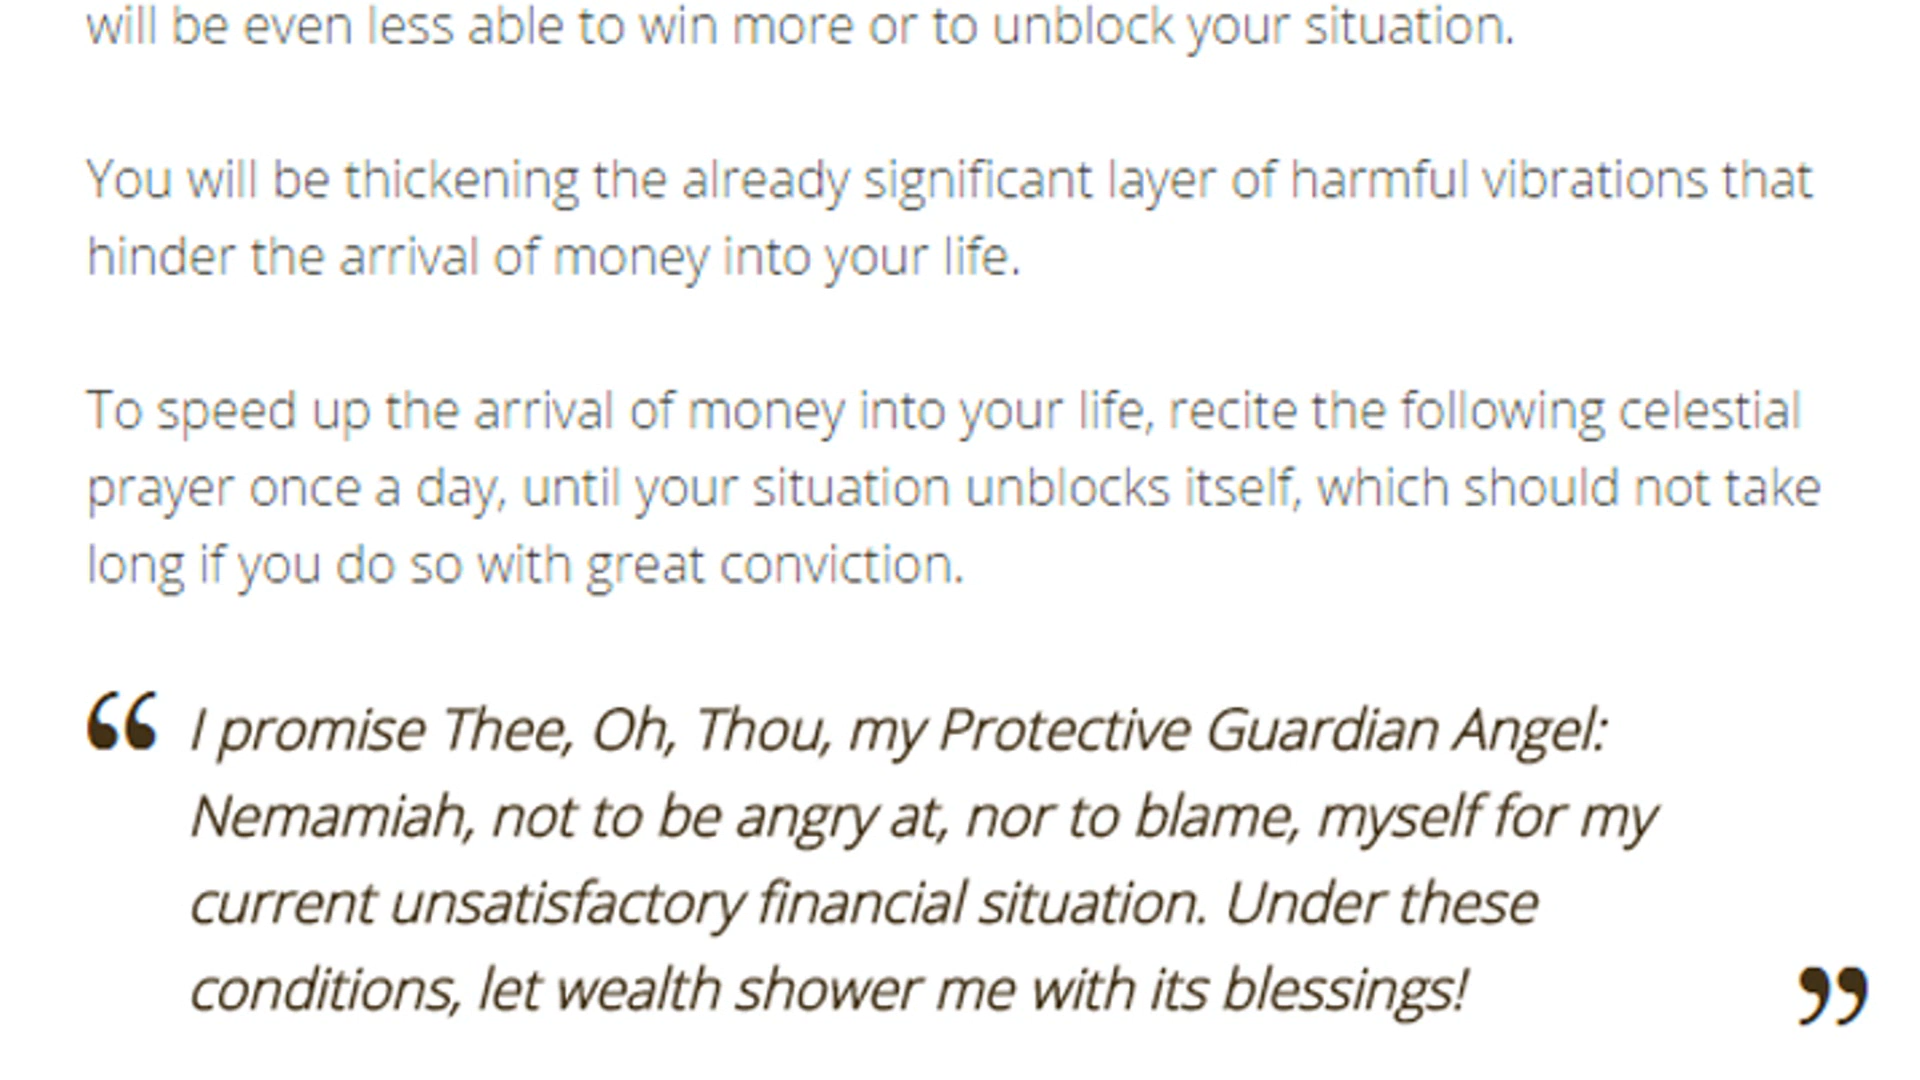 will be even less able to win more or to unblock your situation.
You will be thickening the already significant layer of harmful vibrations that
hinder the arrival of money into your life.
To speed up the arrival of money into your life, recite the following celestial
prayer once a day, until your situation unblocks itself, which should not take
long if you do so with great conviction.
“ I promise Thee, Oh, Thou, my Protective Guardian Angel:
Nemamiah, not to be angry at, nor to blame, myself for my
current unsatisfactory financial situation. Under these
conditions, let wealth shower me with its blessings! ”